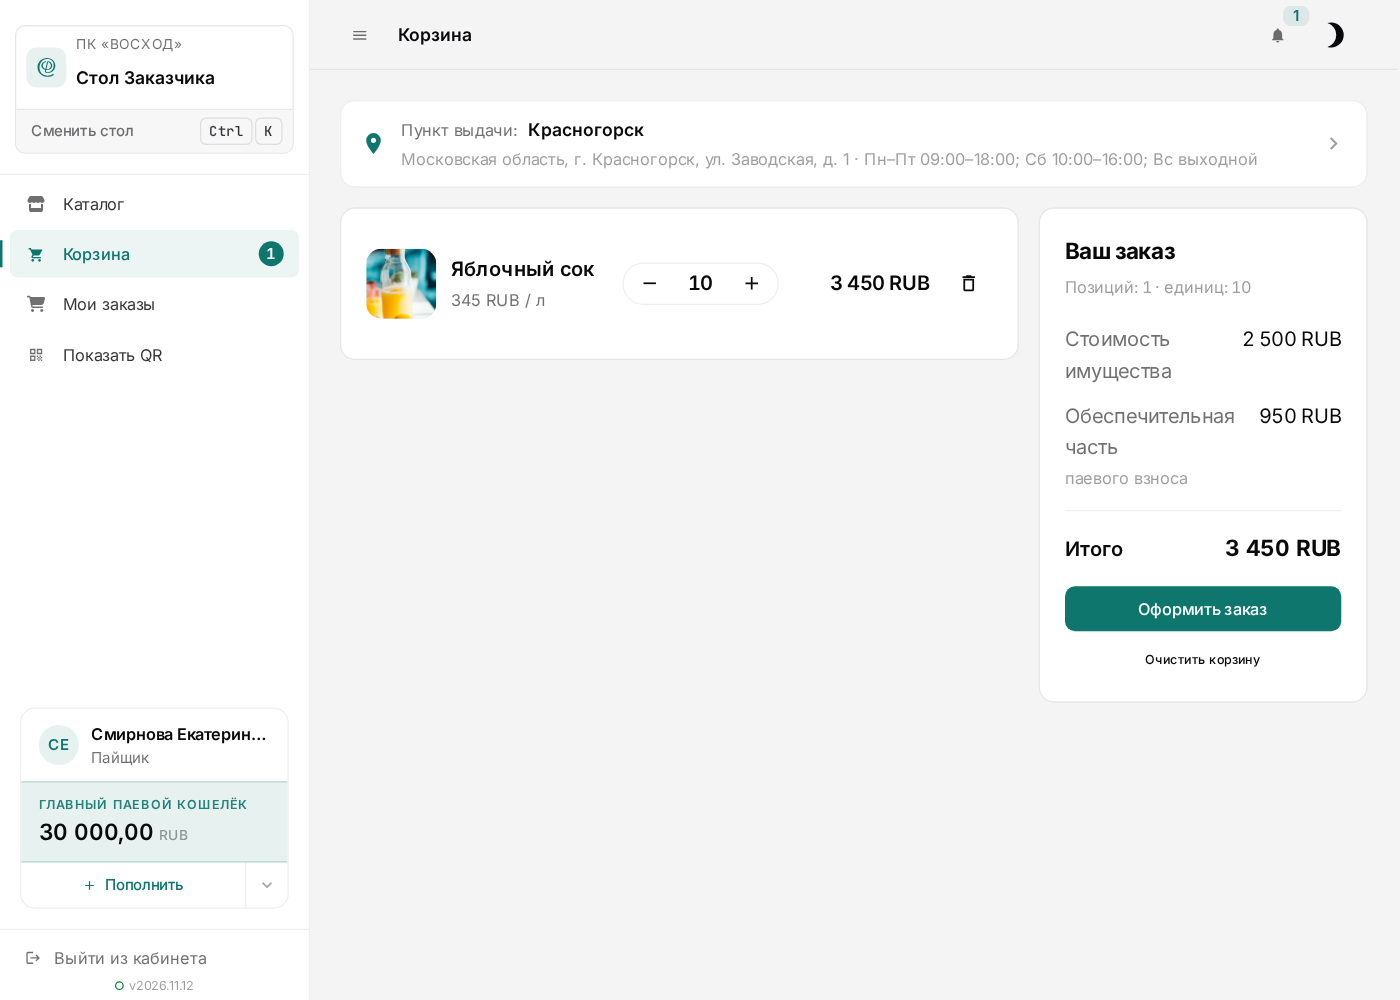 ПК «ВОСХОД»
Стол Заказчика
Сменить стол
Ctrl K
Каталог
Корзина 1
Мои заказы
Показать QR
СЕ
Смирнова Екатерин...
Пайщик
ГЛАВНЫЙ ПАЕВОЙ КОШЕЛЁК
30 000,00 RUB
+ Пополнить
Выйти из кабинета
v2026.11.12
Корзина
1
Пункт выдачи: Красногорск
Московская область, г. Красногорск, ул. Заводская, д. 1 · Пн–Пт 09:00–18:00; Сб 10:00–16:00; Вс выходной
Яблочный сок
345 RUB / л
− 10 +
3 450 RUB
Ваш заказ
Позиций: 1 · единиц: 10
Стоимость 2 500 RUB
имущества
Обеспечительная 950 RUB
часть
паевого взноса
Итого 3 450 RUB
Оформить заказ
Очистить корзину